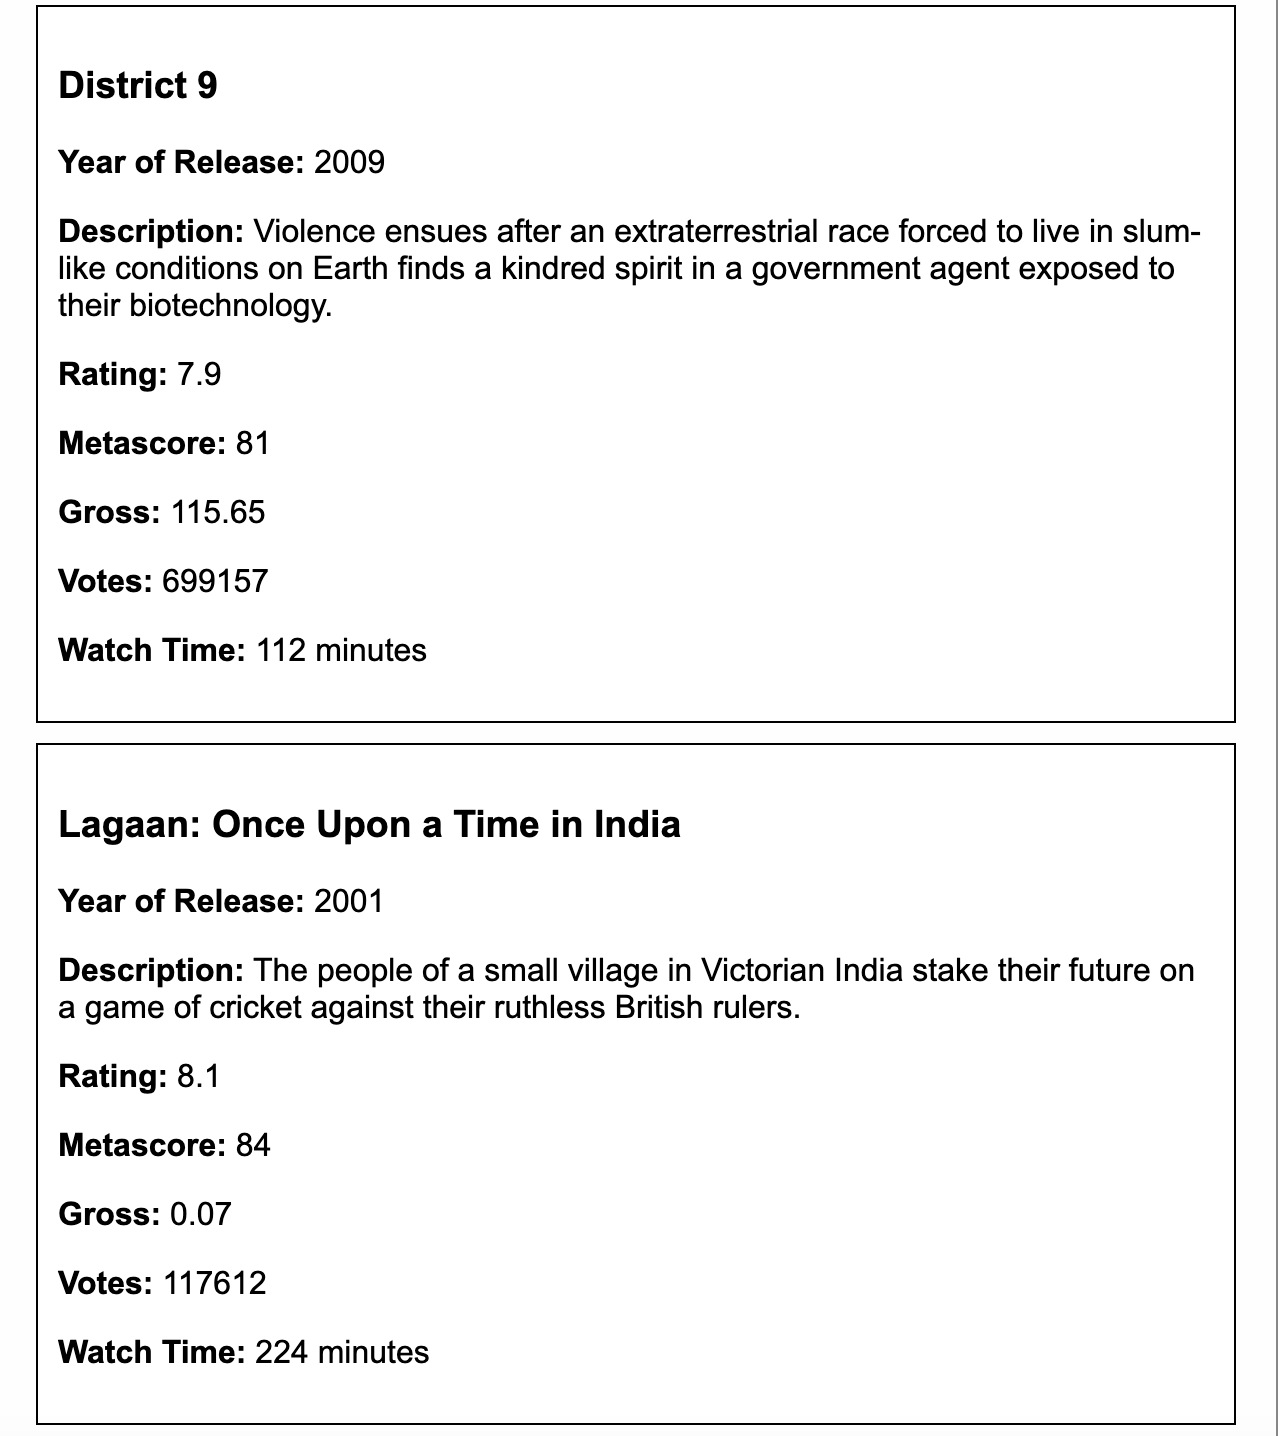 District 9
Year of Release: 2009
Description: Violence ensues after an extraterrestrial race forced to live in slum-
like conditions on Earth finds a kindred spirit in a government agent exposed to
their biotechnology.
Rating: 7.9
Metascore: 81
Gross: 115.65
Votes: 699157
Watch Time: 112 minutes
Lagaan: Once Upon a Time in India
Year of Release: 2001
Description: The people of a small village in Victorian India stake their future on
a game of cricket against their ruthless British rulers.
Rating: 8.1
Metascore: 84
Gross: 0.07
Votes: 117612
Watch Time: 224 minutes